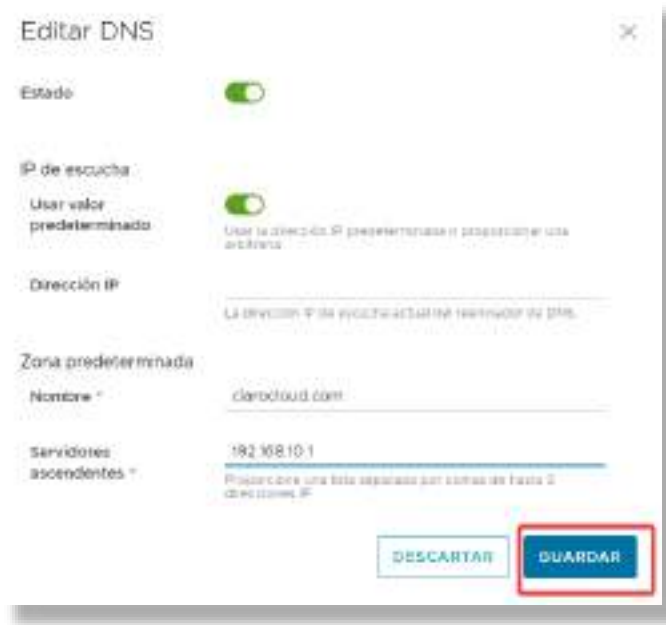 Editar DNS
Estado
IP de escucha
Usar valor
predeterminado
Usar la dirección IP predeterminada o proporcionar una
arbitraria
Dirección IP
La dirección IP de escucha actual del reenviador de DNS.
Zona predeterminada
Nombre *
clarocloud.com
Servidores
ascendentes *
192.168.10.1
Proporcione una lista separada por comas de hasta 3
direcciones IP
DESCARTAR
GUARDAR